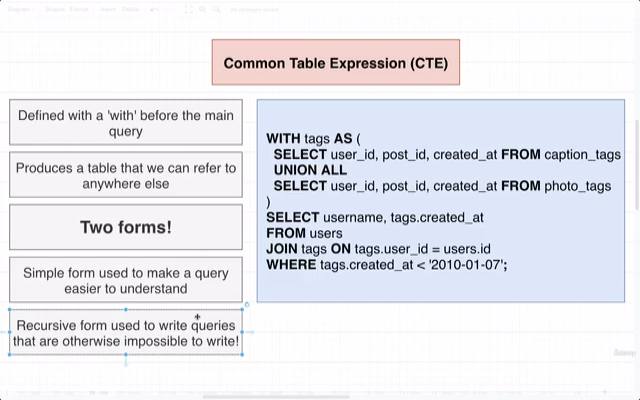 Common Table Expression (CTE)
Defined with a 'with' before the main
query
Produces a table that we can refer to
anywhere else
Two forms!
Simple form used to make a query
easier to understand
Recursive form used to write queries
that are otherwise impossible to write!
WITH tags AS (
SELECT user_id, post_id, created_at FROM caption_tags
UNION ALL
SELECT user_id, post_id, created_at FROM photo_tags
)
SELECT username, tags.created_at
FROM users
JOIN tags ON tags.user_id = users.id
WHERE tags.created_at < '2010-01-07';